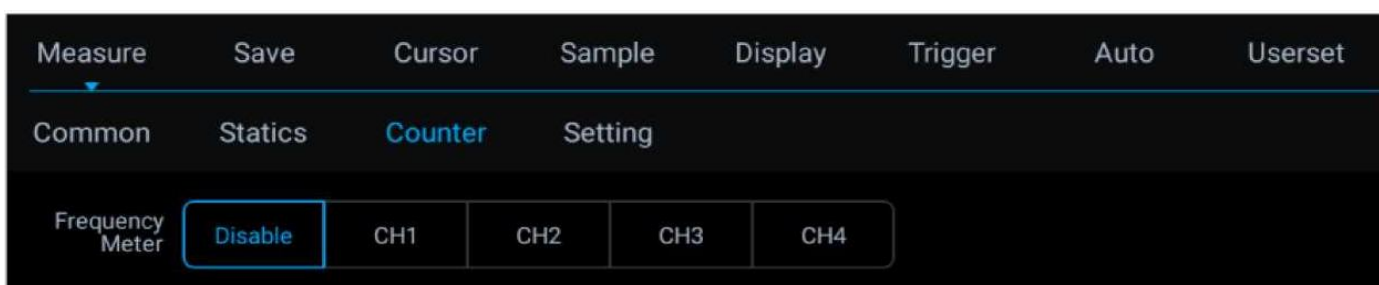 Measure Save Cursor Sample Display Trigger Auto Userset
Common Statics Counter Setting
Frequency
Meter Disable CH1 CH2 CH3 CH4